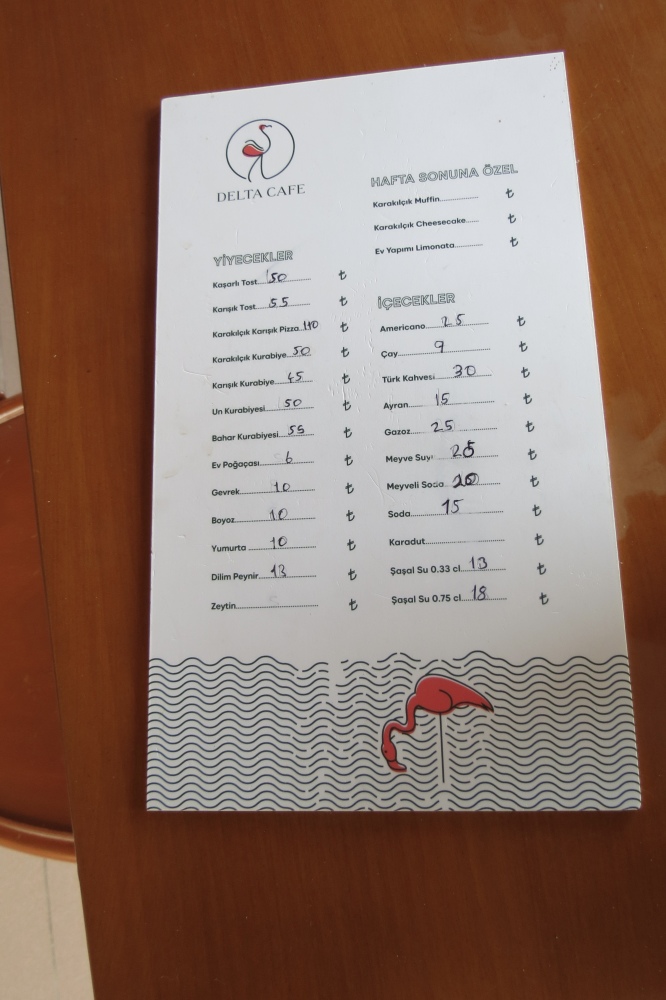 DELTA CAFE
YİYECEKLER
Kaşarlı Tost 50 ₺
Karışık Tost 55 ₺
Karakılçık Karışık Pizza 110 ₺
Karakılçık Kurabiye 50 ₺
Karışık Kurabiye 45 ₺
Un Kurabiyesi 50 ₺
Bahar Kurabiyesi 55 ₺
Ev Poğaçası 6 ₺
Gevrek 10 ₺
Boyoz 10 ₺
Yumurta 10 ₺
Dilim Peynir 13 ₺
Zeytin ₺
HAFTA SONUNA ÖZEL
Karakılçık Muffin ₺
Karakılçık Cheesecake ₺
Ev Yapımı Limonata ₺
İÇECEKLER
Americano 25 ₺
Çay 9 ₺
Türk Kahvesi 30 ₺
Ayran 15 ₺
Gazoz 25 ₺
Meyve Suyu 25 ₺
Meyveli Soda 20 ₺
Soda 15 ₺
Karadut ₺
Şaşal Su 0.33 cl 13 ₺
Şaşal Su 0.75 cl 18 ₺